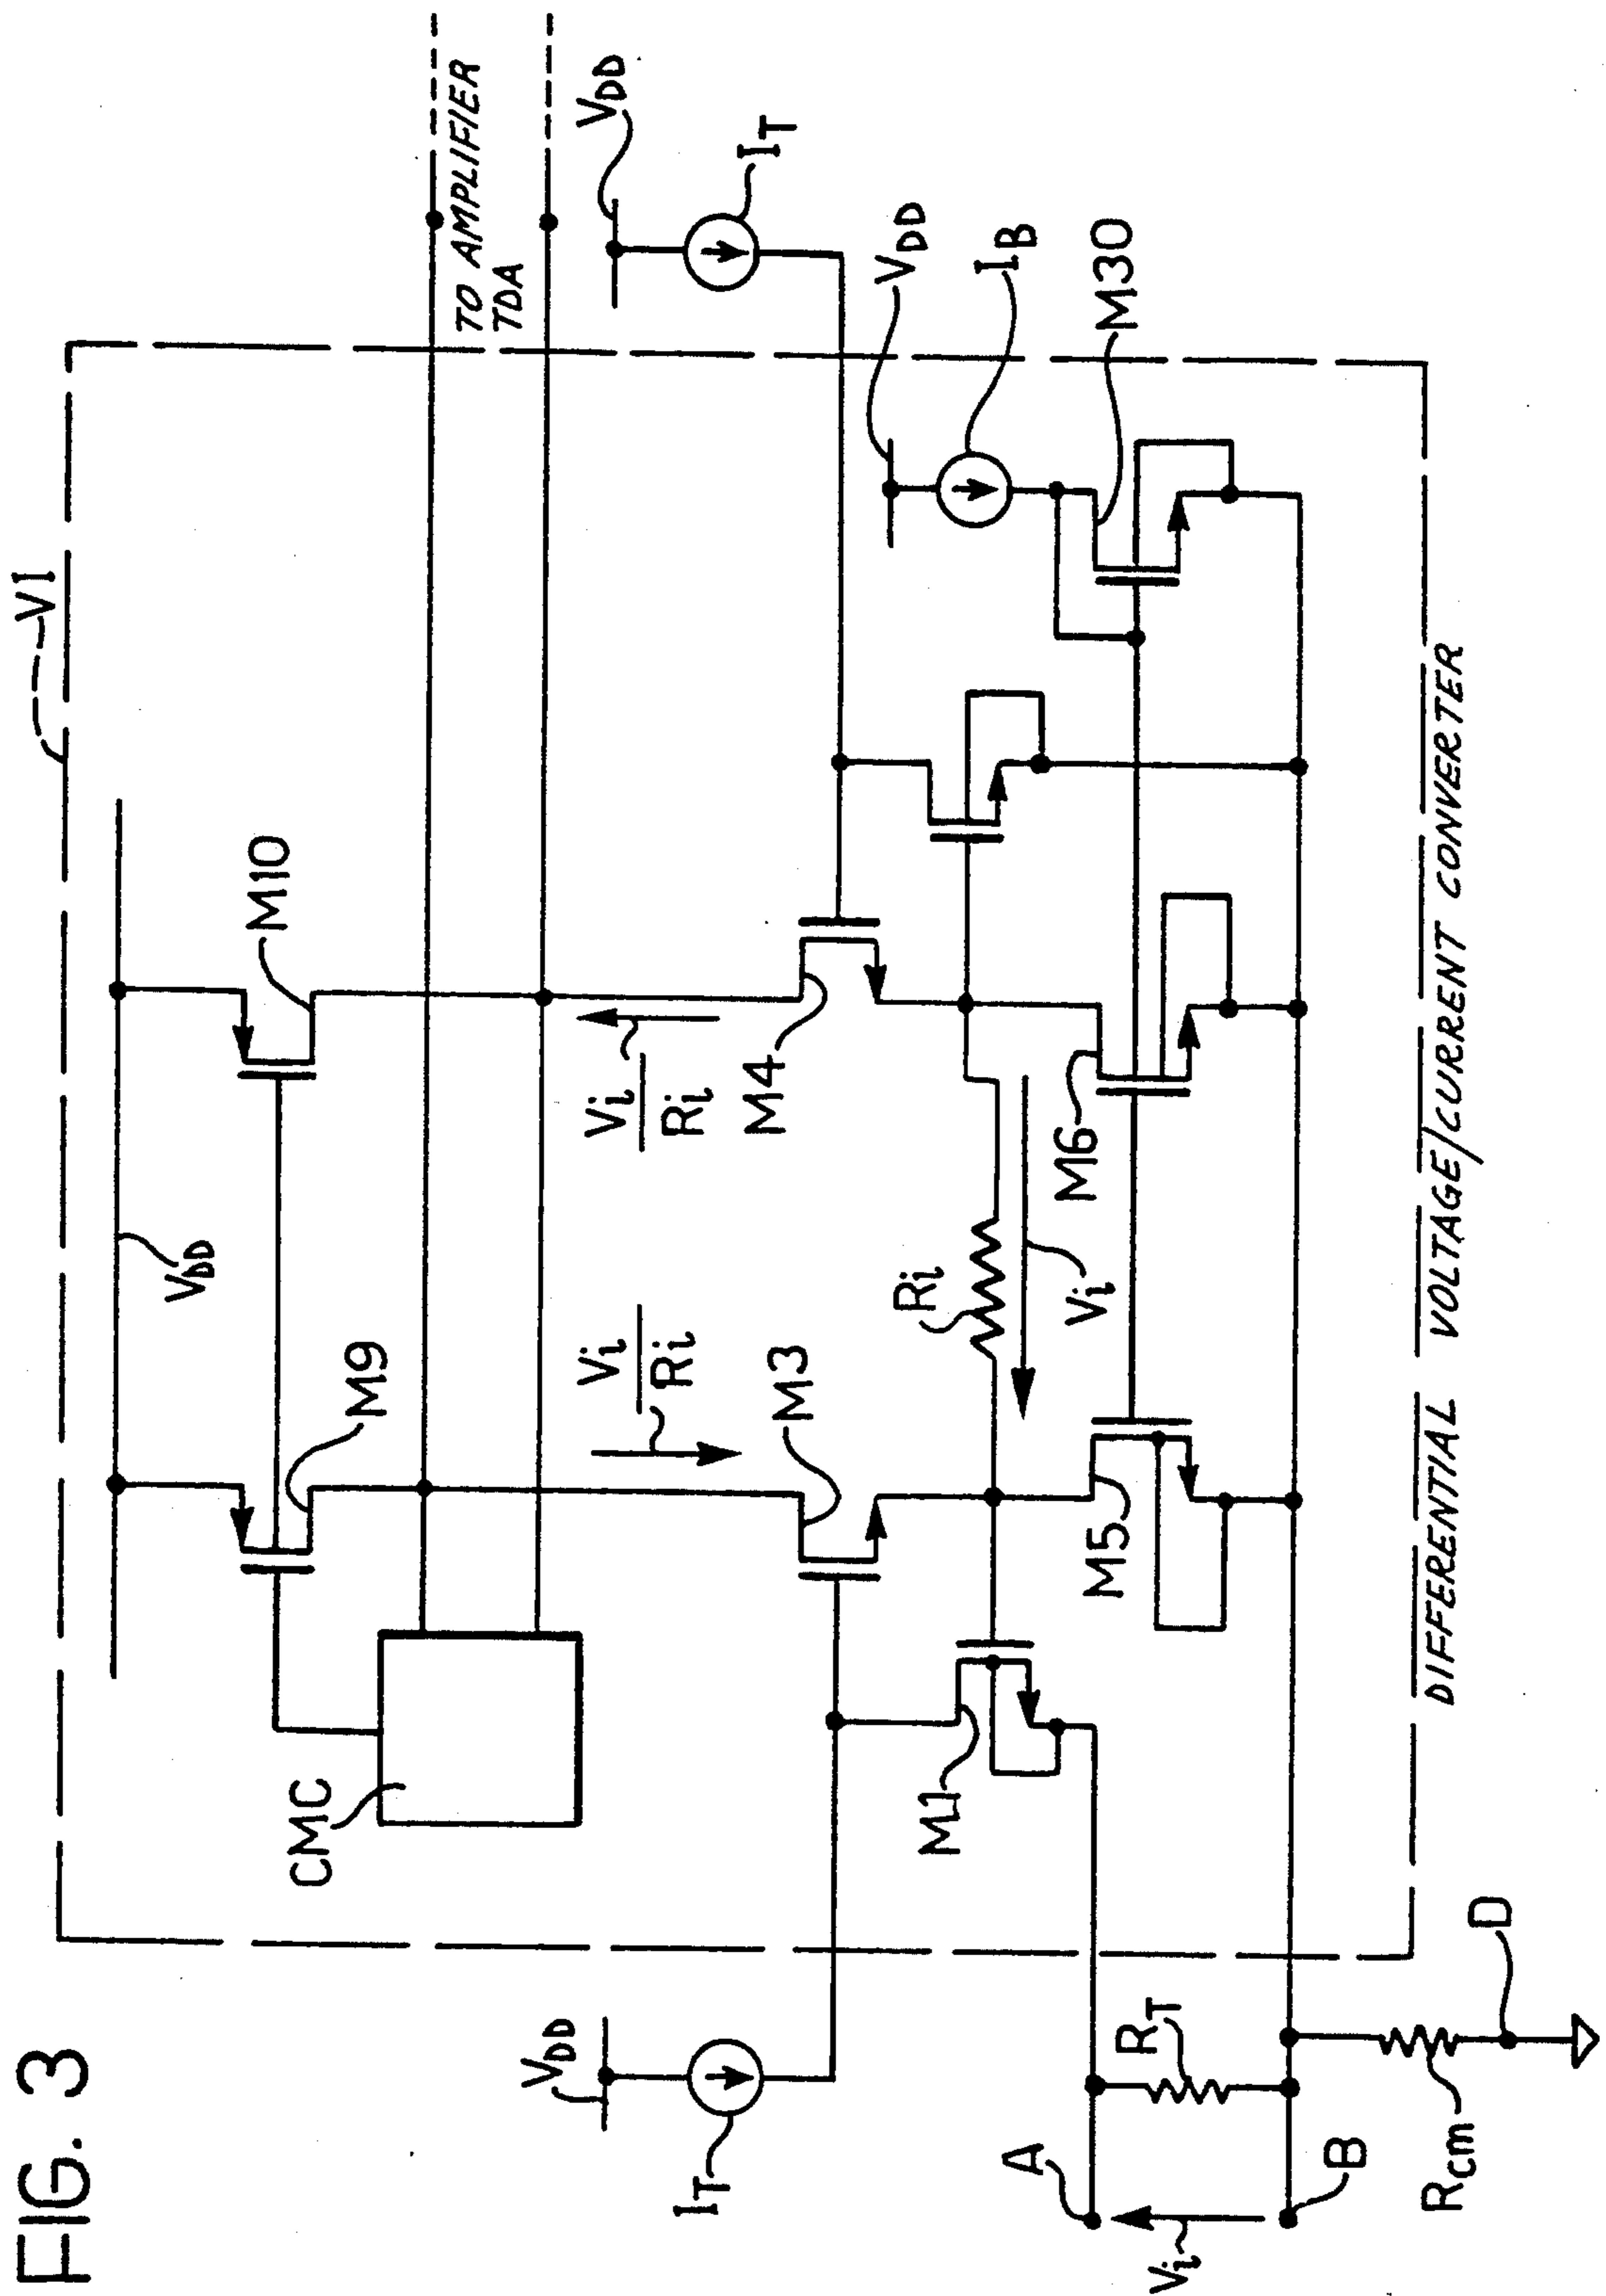 FIG. 3
VI
VDD
M9
M10
CMC
TO AMPLIFIER
TDA
Vi
Ri
Vi
Ri
VDD
IT
VDD
IT
M3
M4
VDD
IB
M30
M1
Ri
Vi
M5
M6
A
Vi
B
RT
Rcm
D
DIFFERENTIAL VOLTAGE/CURRENT CONVERTER